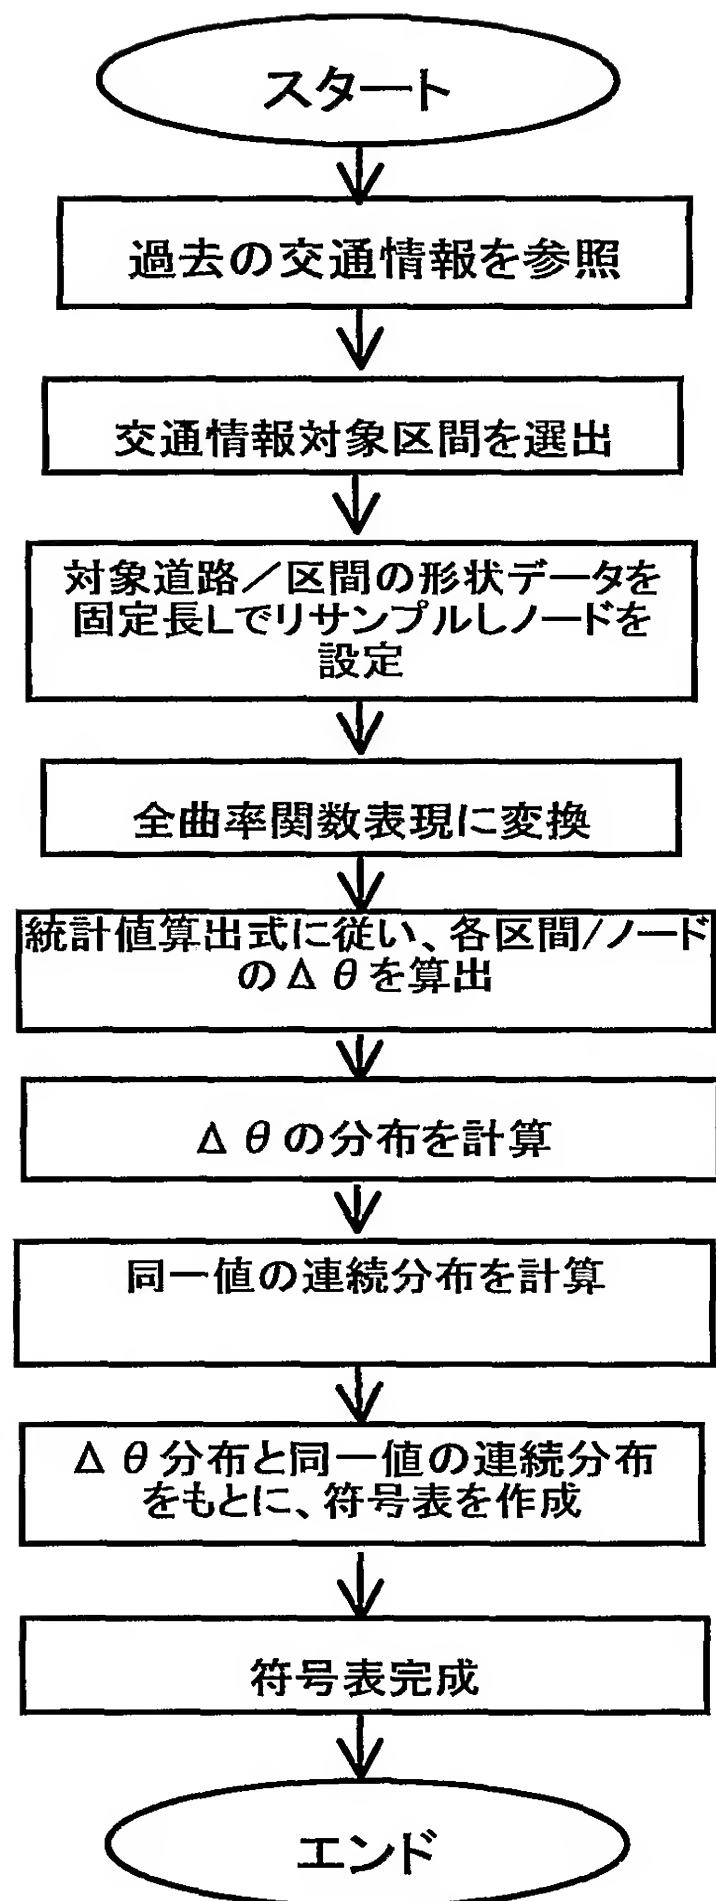 スタート
過去の交通情報を参照
交通情報対象区間を選出
対象道路／区間の形状データを
固定長Lでリサンプルしノードを
設定
全曲率関数表現に変換
統計値算出式に従い、各区間/ノード
のΔθを算出
Δθの分布を計算
同一値の連続分布を計算
Δθ分布と同一値の連続分布
をもとに、符号表を作成
符号表完成
エンド